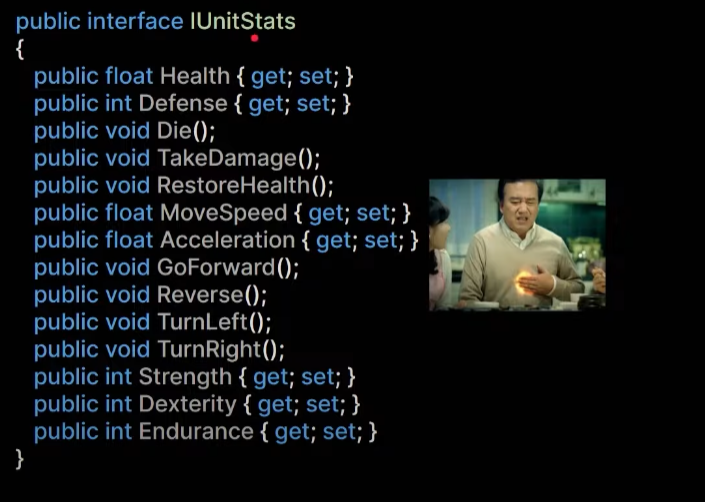 public interface IUnitStats
{
public float Health { get; set; }
public int Defense { get; set; }
public void Die();
public void TakeDamage();
public void RestoreHealth();
public float MoveSpeed { get; set; }
public float Acceleration { get; set; }
public void GoForward();
public void Reverse();
public void TurnLeft();
public void TurnRight();
public int Strength { get; set; }
public int Dexterity { get; set; }
public int Endurance { get; set; }
}